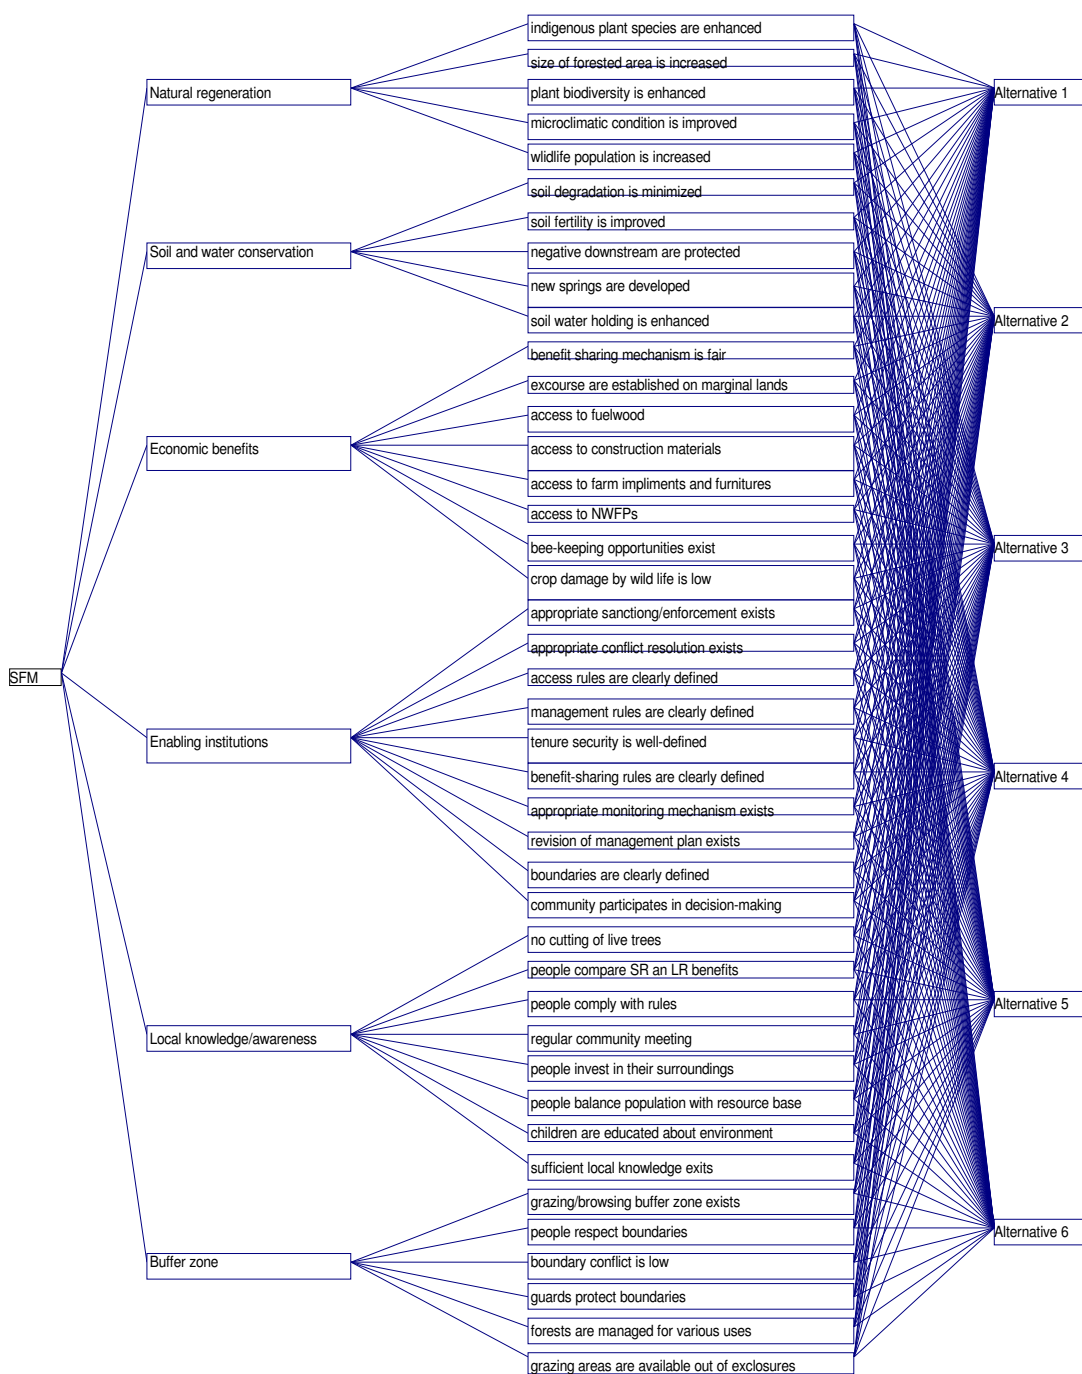 SFM
Natural regeneration
Soil and water conservation
Economic benefits
Enabling institutions
Local knowledge/awareness
Buffer zone
indigenous plant species are enhanced
size of forested area is increased
plant biodiversity is enhanced
microclimatic condition is improved
wlidlife population is increased
soil degradation is minimized
soil fertility is improved
negative downstream are protected
new springs are developed
soil water holding is enhanced
benefit sharing mechanism is fair
excourse are established on marginal lands
access to fuelwood
access to construction materials
access to farm impliments and furnitures
access to NWFPs
bee-keeping opportunities exist
crop damage by wild life is low
appropriate sanctiong/enforcement exists
appropriate conflict resolution exists
access rules are clearly defined
management rules are clearly defined
tenure security is well-defined
benefit-sharing rules are clearly defined
appropriate monitoring mechanism exists
revision of management plan exists
boundaries are clearly defined
community participates in decision-making
no cutting of live trees
people compare SR an LR benefits
people comply with rules
regular community meeting
people invest in their surroundings
people balance population with resource base
children are educated about environment
sufficient local knowledge exits
grazing/browsing buffer zone exists
people respect boundaries
boundary conflict is low
guards protect boundaries
forests are managed for various uses
grazing areas are available out of exclosures
Alternative 1
Alternative 2
Alternative 3
Alternative 4
Alternative 5
Alternative 6